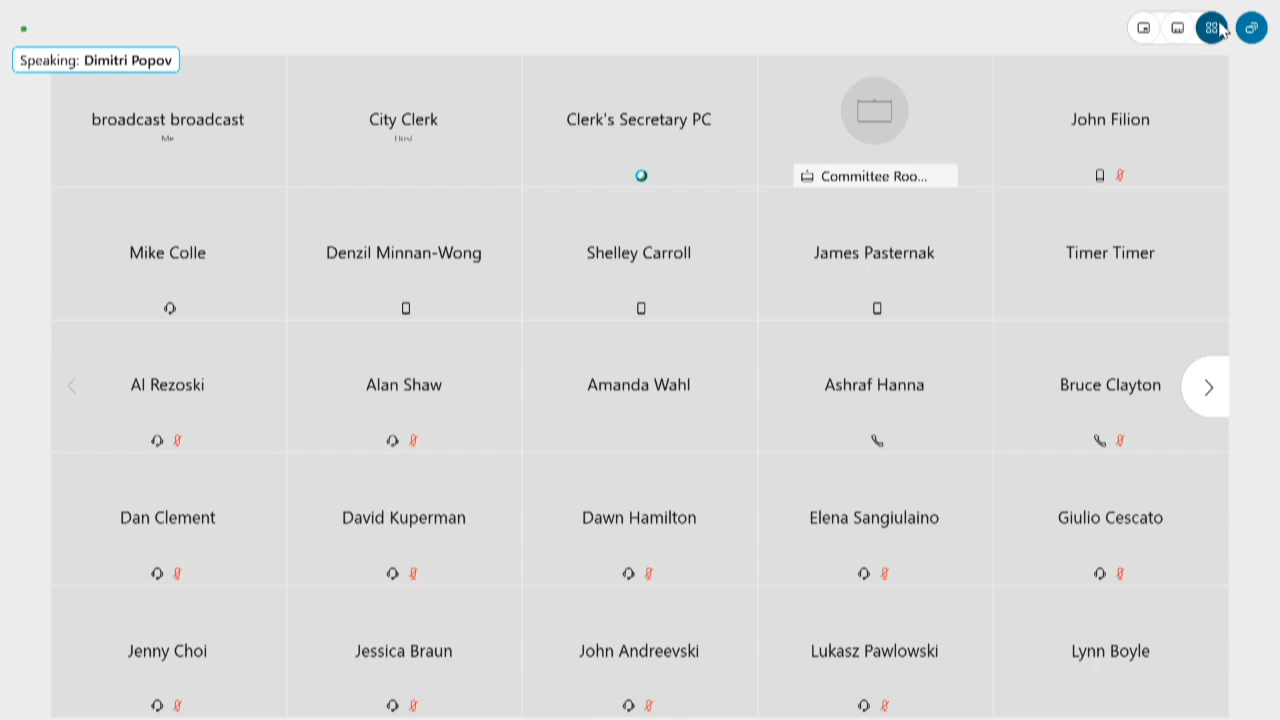 Speaking: Dimitri Popov
broadcast broadcast
Me
City Clerk
Host
Clerk's Secretary PC
Committee Roo...
John Filion
Mike Colle
Denzil Minnan-Wong
Shelley Carroll
James Pasternak
Timer Timer
Al Rezoski
Alan Shaw
Amanda Wahl
Ashraf Hanna
Bruce Clayton
Dan Clement
David Kuperman
Dawn Hamilton
Elena Sangiulaino
Giulio Cescato
Jenny Choi
Jessica Braun
John Andreevski
Lukasz Pawlowski
Lynn Boyle